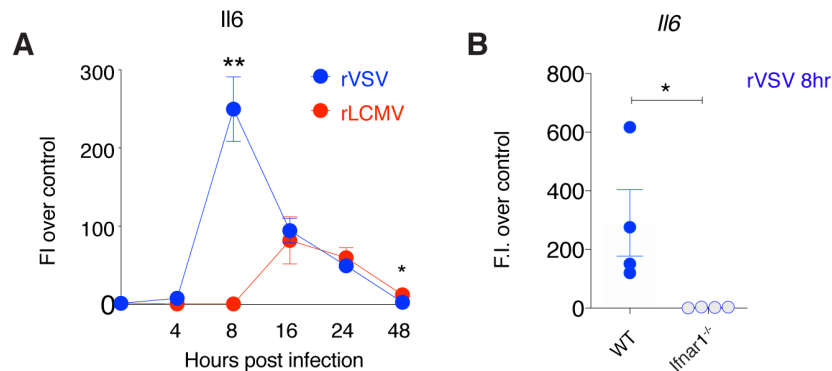 A
Il6
FI over control
300
200
100
0
4
8
16
24
48
Hours post infection
**
*
rVSV
rLCMV
B
Il6
F.I. over control
800
600
400
200
0
*
rVSV 8hr
WT
Ifnar1-/-